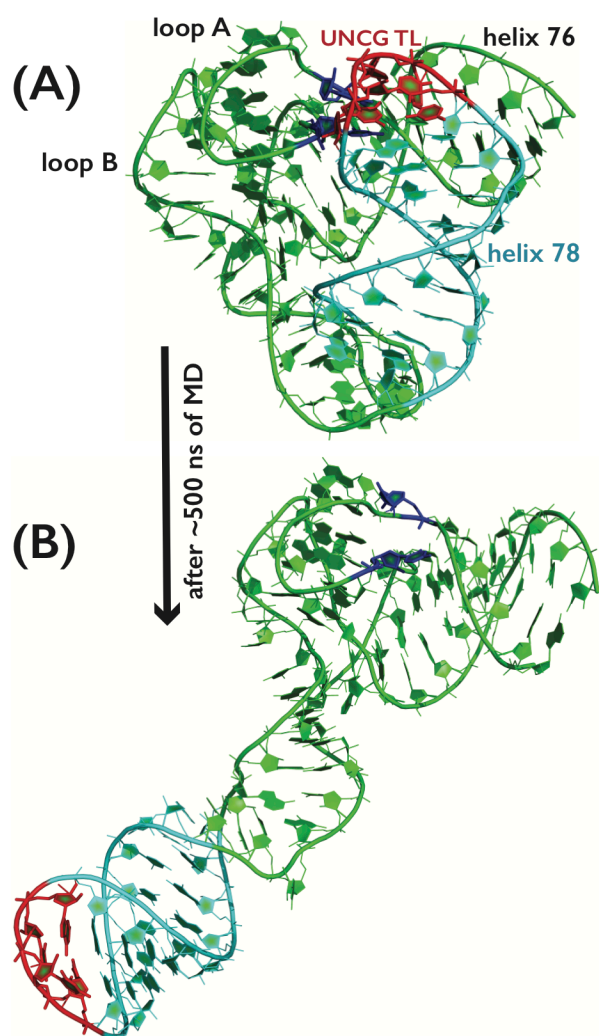 (A)
loop A
UNCG TL
helix 76
loop B
helix 78
after ~500 ns of MD
(B)